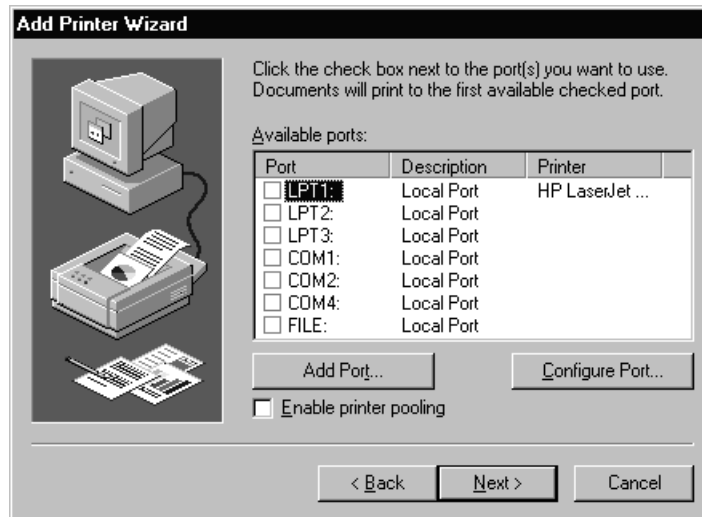 Add Printer Wizard
Click the check box next to the port(s) you want to use.
Documents will print to the first available checked port.
Available ports:
Port Description Printer
LPT1: Local Port HP LaserJet ...
LPT2: Local Port
LPT3: Local Port
COM1: Local Port
COM2: Local Port
COM4: Local Port
FILE: Local Port
Add Port... Configure Port...
Enable printer pooling
< Back Next > Cancel